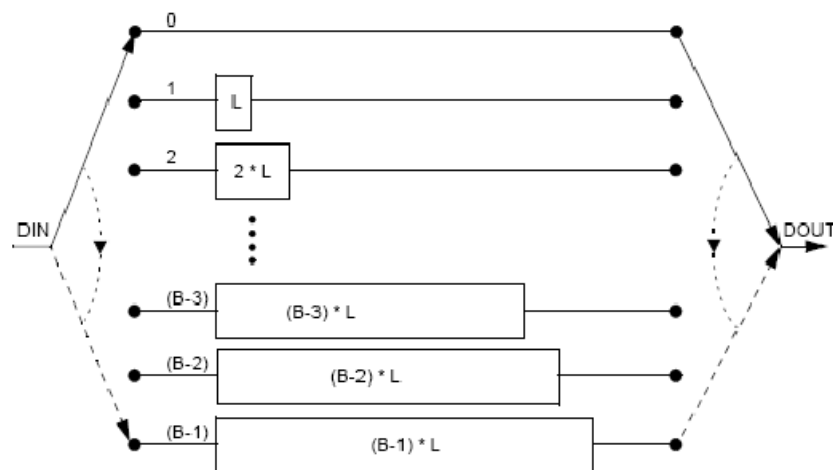 0
1
L
2
2 * L
DIN
DOUT
(B-3)
(B-3) * L
(B-2)
(B-2) * L
(B-1)
(B-1) * L